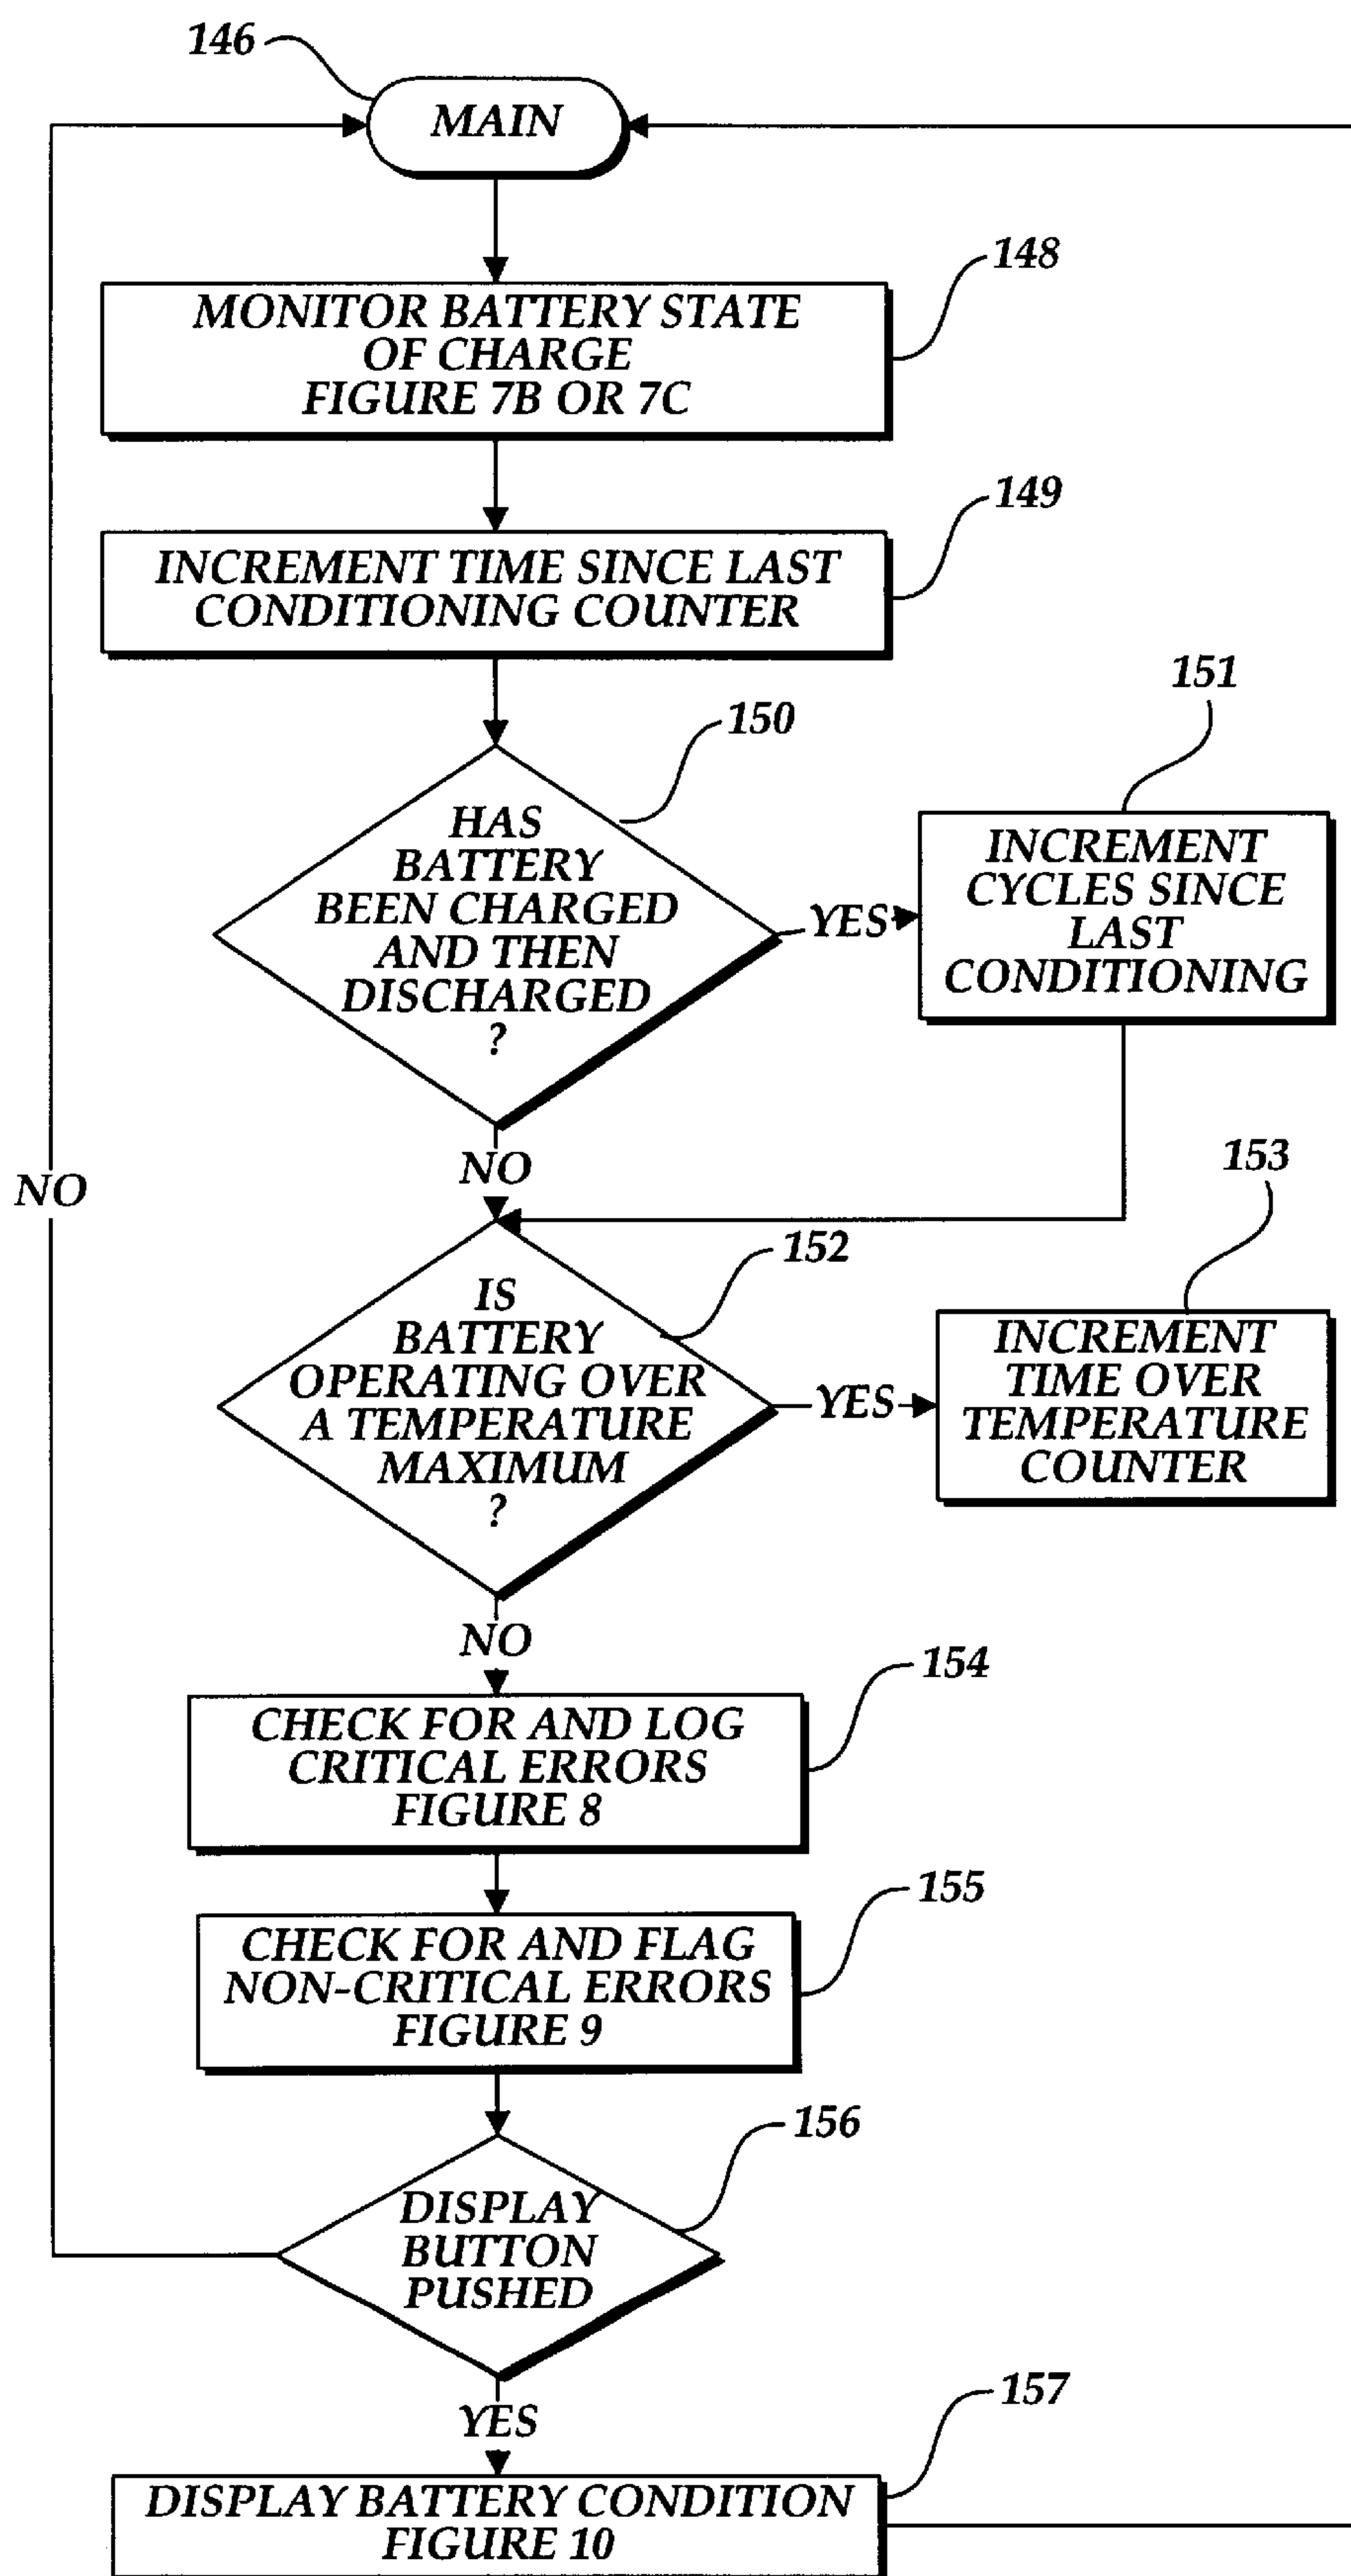 146
MAIN
148
MONITOR BATTERY STATE
OF CHARGE
FIGURE 7B OR 7C
149
INCREMENT TIME SINCE LAST
CONDITIONING COUNTER
150
HAS
BATTERY
BEEN CHARGED
AND THEN
DISCHARGED
?
YES
151
INCREMENT
CYCLES SINCE
LAST
CONDITIONING
NO
NO
152
IS
BATTERY
OPERATING OVER
A TEMPERATURE
MAXIMUM
?
YES
153
INCREMENT
TIME OVER
TEMPERATURE
COUNTER
NO
154
CHECK FOR AND LOG
CRITICAL ERRORS
FIGURE 8
155
CHECK FOR AND FLAG
NON-CRITICAL ERRORS
FIGURE 9
156
DISPLAY
BUTTON
PUSHED
YES
157
DISPLAY BATTERY CONDITION
FIGURE 10